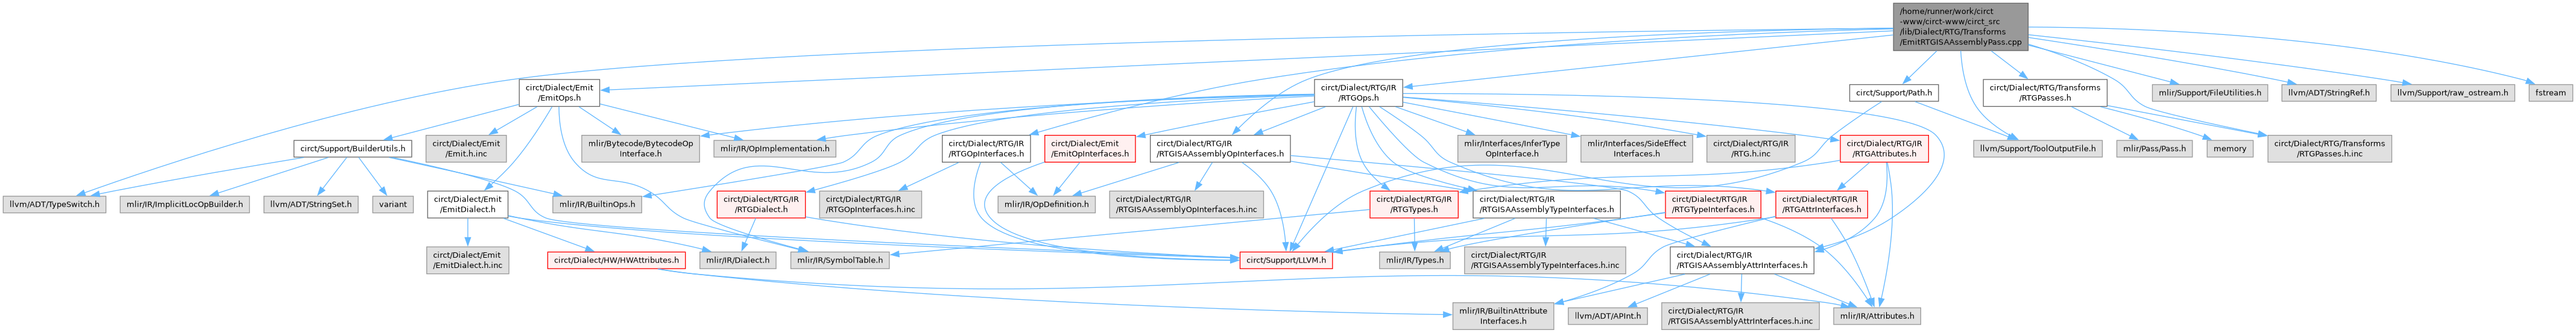 /home/runner/work/circt
-www/circt-www/circt_src
/lib/Dialect/RTG/Transforms
/EmitRTGISAAssemblyPass.cpp
circt/Dialect/Emit
/EmitOps.h
circt/Dialect/RTG/IR
/RTGOps.h
circt/Support/Path.h
circt/Dialect/RTG/Transforms
/RTGPasses.h
mlir/Support/FileUtilities.h
llvm/ADT/StringRef.h
llvm/Support/raw_ostream.h
fstream
circt/Support/BuilderUtils.h
circt/Dialect/Emit
/Emit.h.inc
mlir/Bytecode/BytecodeOp
Interface.h
mlir/IR/OpImplementation.h
circt/Dialect/RTG/IR
/RTGOpInterfaces.h
circt/Dialect/Emit
/EmitOpInterfaces.h
circt/Dialect/RTG/IR
/RTGISAAssemblyOpInterfaces.h
mlir/Interfaces/InferType
OpInterface.h
mlir/Interfaces/SideEffect
Interfaces.h
circt/Dialect/RTG/IR
/RTG.h.inc
circt/Dialect/RTG/IR
/RTGAttributes.h
llvm/Support/ToolOutputFile.h
mlir/Pass/Pass.h
memory
circt/Dialect/RTG/Transforms
/RTGPasses.h.inc
llvm/ADT/TypeSwitch.h
mlir/IR/ImplicitLocOpBuilder.h
llvm/ADT/StringSet.h
variant
circt/Dialect/Emit
/EmitDialect.h
mlir/IR/BuiltinOps.h
circt/Dialect/RTG/IR
/RTGDialect.h
circt/Dialect/RTG/IR
/RTGOpInterfaces.h.inc
mlir/IR/OpDefinition.h
circt/Dialect/RTG/IR
/RTGISAAssemblyOpInterfaces.h.inc
circt/Dialect/RTG/IR
/RTGTypes.h
circt/Dialect/RTG/IR
/RTGISAAssemblyTypeInterfaces.h
circt/Dialect/RTG/IR
/RTGTypeInterfaces.h
circt/Dialect/RTG/IR
/RTGAttrInterfaces.h
circt/Dialect/Emit
/EmitDialect.h.inc
circt/Dialect/HW/HWAttributes.h
mlir/IR/Dialect.h
mlir/IR/SymbolTable.h
circt/Support/LLVM.h
mlir/IR/Types.h
circt/Dialect/RTG/IR
/RTGISAAssemblyTypeInterfaces.h.inc
circt/Dialect/RTG/IR
/RTGISAAssemblyAttrInterfaces.h
mlir/IR/BuiltinAttribute
Interfaces.h
llvm/ADT/APInt.h
circt/Dialect/RTG/IR
/RTGISAAssemblyAttrInterfaces.h.inc
mlir/IR/Attributes.h